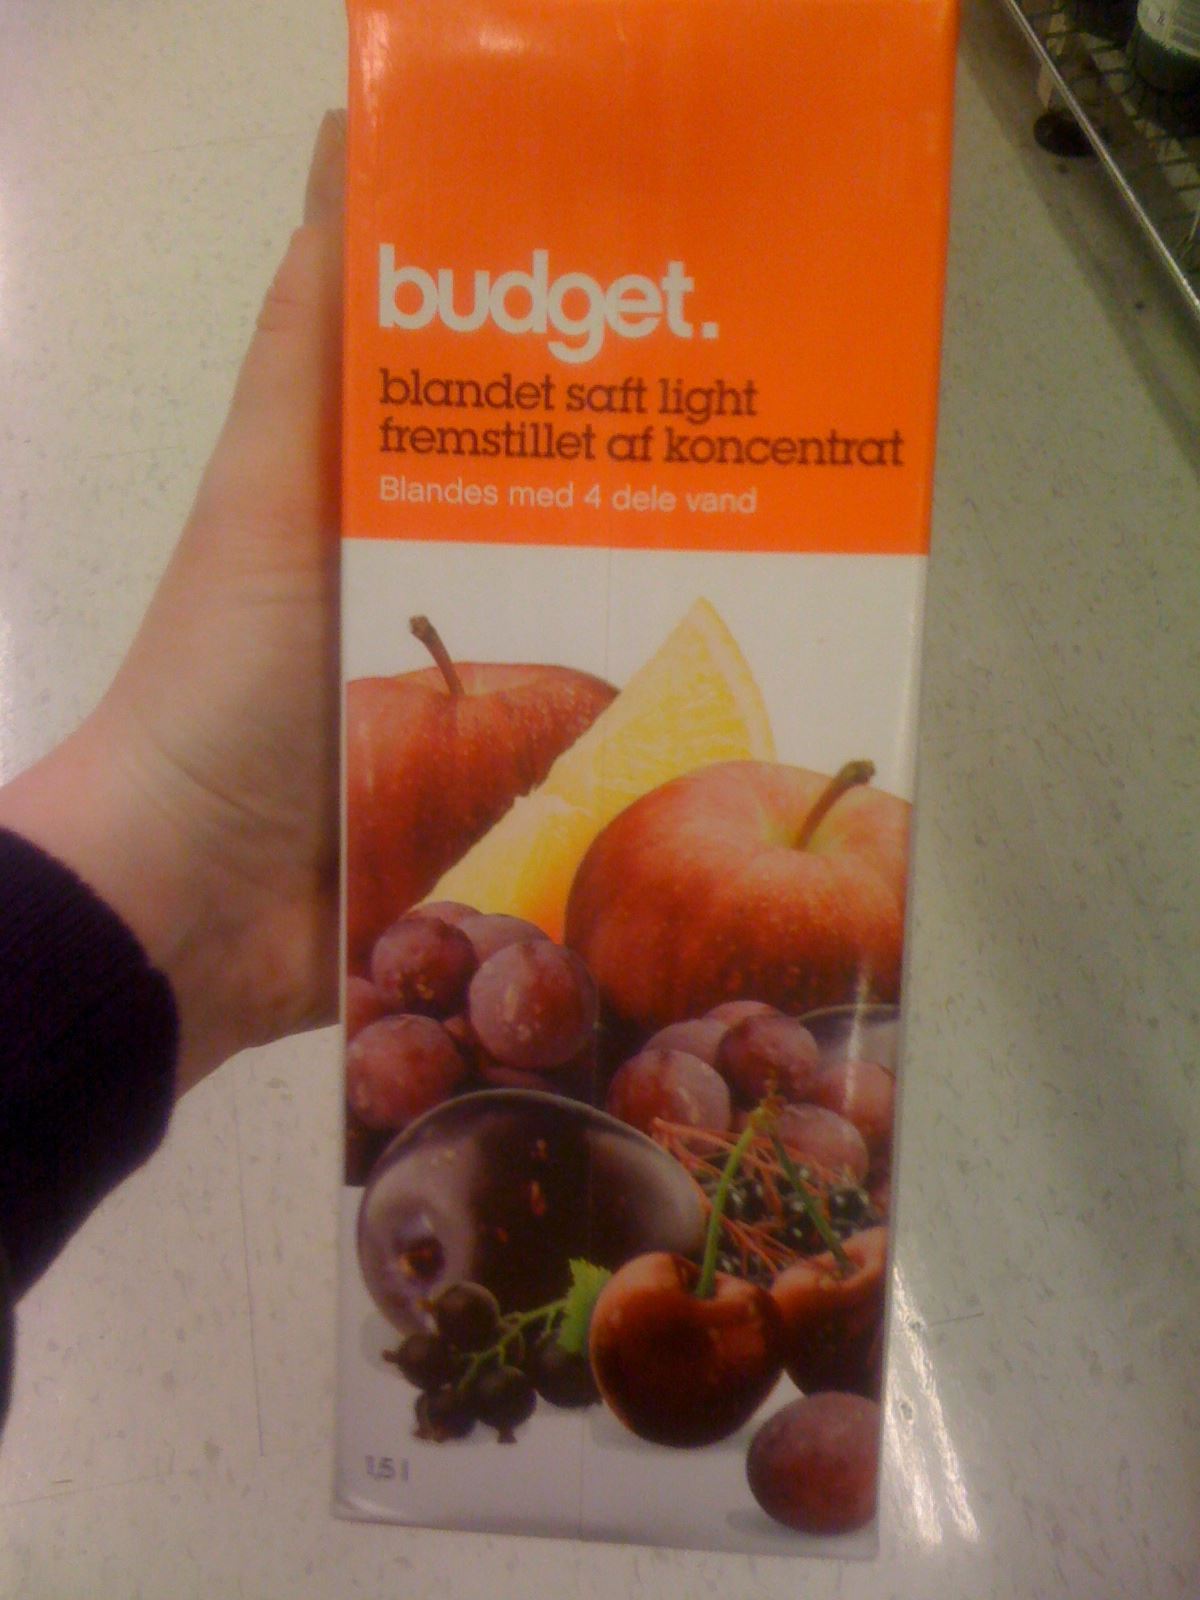 budget.
blandet saft light
fremstillet af koncentrat
Blandes med 4 dele vand
1,5 l